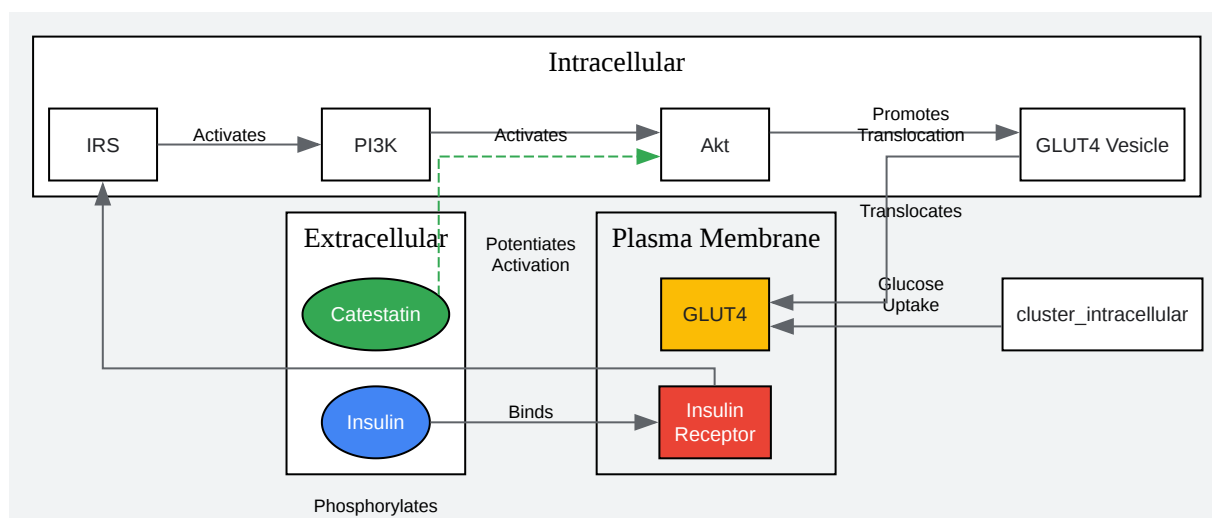 Intracellular
IRS
Activates
PI3K
Activates
Akt
Promotes
Translocation
GLUT4 Vesicle
Translocates
Extracellular
Potentiates
Activation
Plasma Membrane
Catestatin
GLUT4
Glucose
Uptake
cluster_intracellular
Insulin
Binds
Insulin
Receptor
Phosphorylates